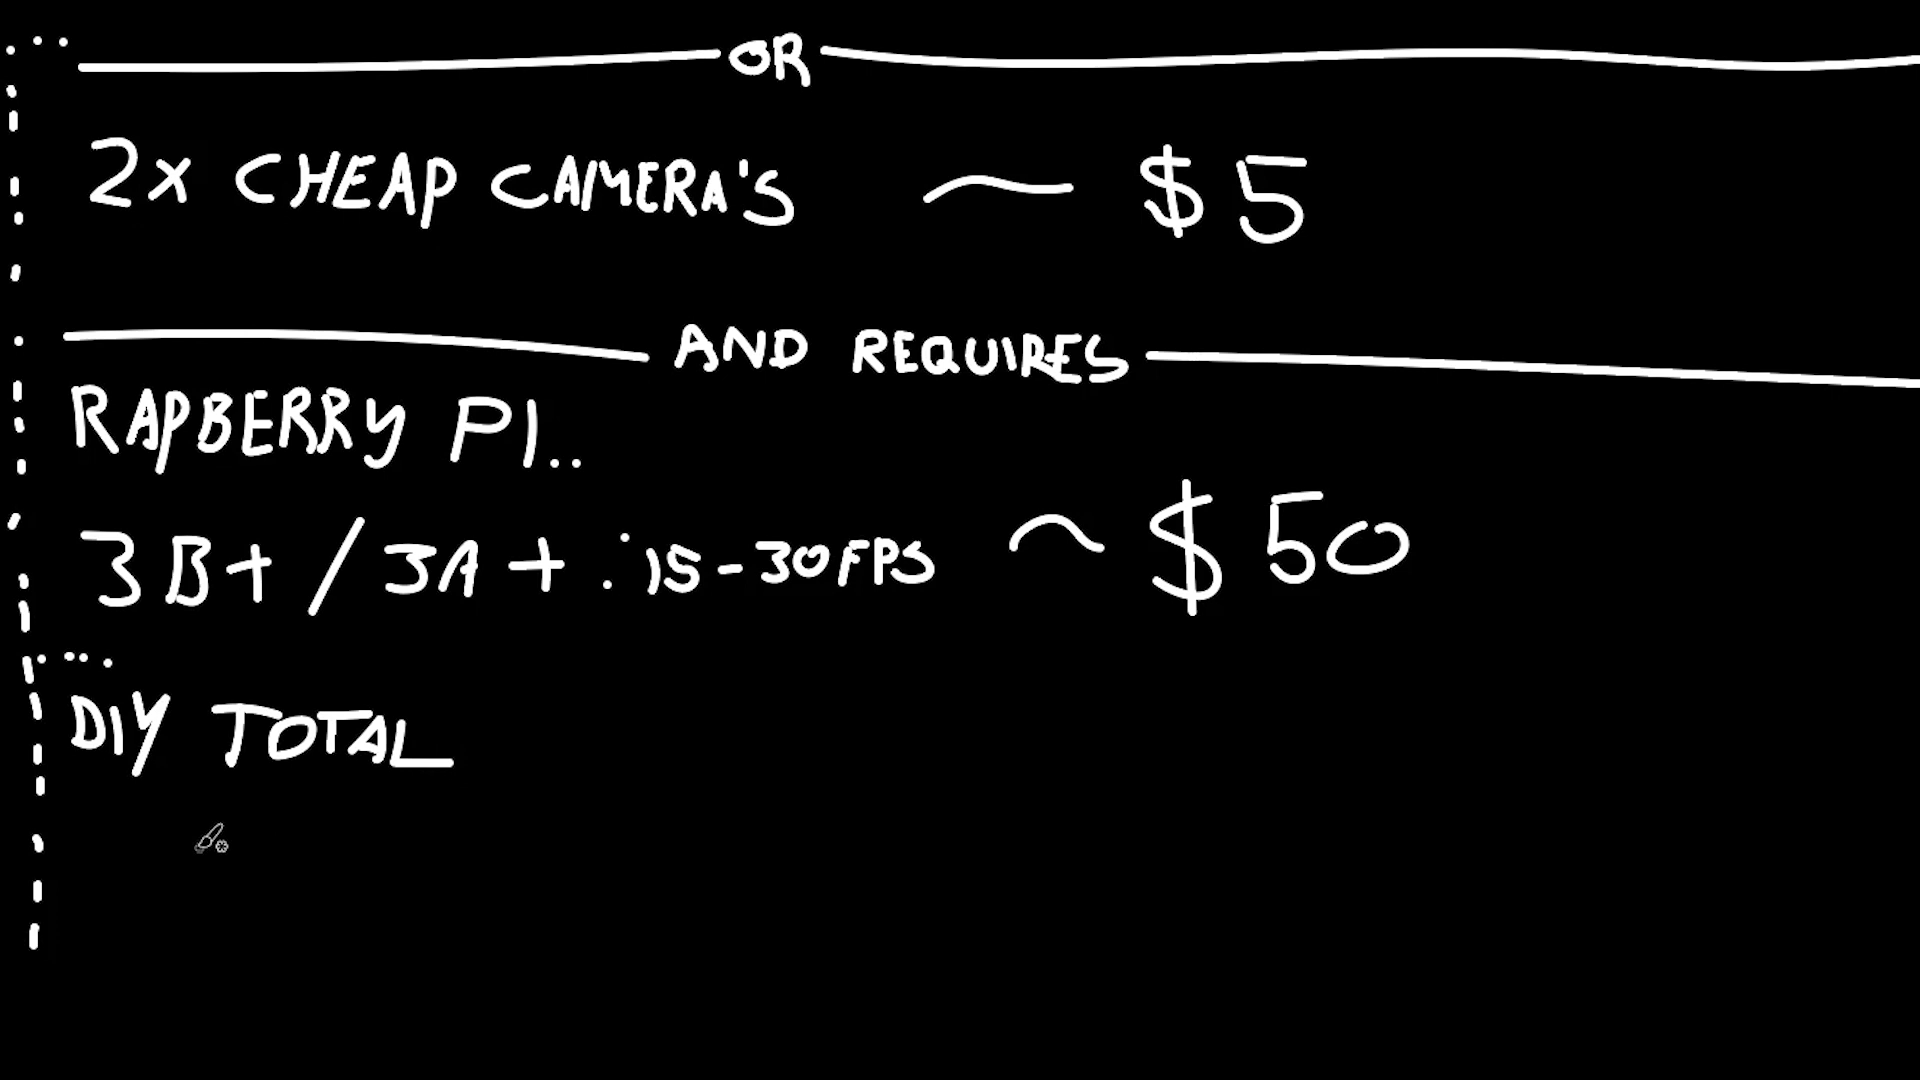 OR
2X CHEAP CAMERA'S ~ $5
AND REQUIRES
RAPBERRY PI..
3B+ / 3A+ : 15-30FPS ~ $50
DIY TOTAL